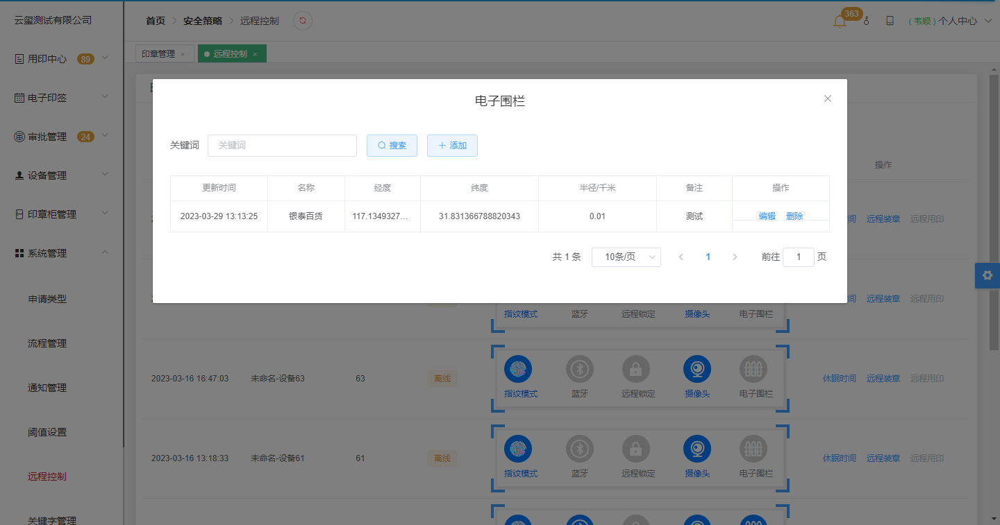 云玺测试有限公司
首页 安全策略 远程控制
363
( 韦顺 ) 个人中心
印章管理 ×
远程控制 ×
用印中心 89
电子印签
审批管理 24
设备管理
印章柜管理
系统管理
申请类型
流程管理
通知管理
阈值设置
远程控制
关键字管理
电子围栏
关键词 关键词 搜索 添加
更新时间 名称 经度 纬度 半径/千米 备注 操作
2023-03-29 13:13:25 银泰百货 117.1349327... 31.831366788820343 0.01 测试 编辑 删除
共 1 条 10条/页 1 前往 1 页
操作
远程装章 远程用印
远程装章 远程用印
指纹模式 蓝牙 远程锁定 摄像头 电子围栏
2023-03-16 16:47:03 未命名-设备63 63 离线 休眠时间 远程装章 远程用印
指纹模式 蓝牙 远程锁定 摄像头 电子围栏
2023-03-16 13:18:33 未命名-设备61 61 离线 休眠时间 远程装章 远程用印
指纹模式 蓝牙 远程锁定 摄像头 电子围栏